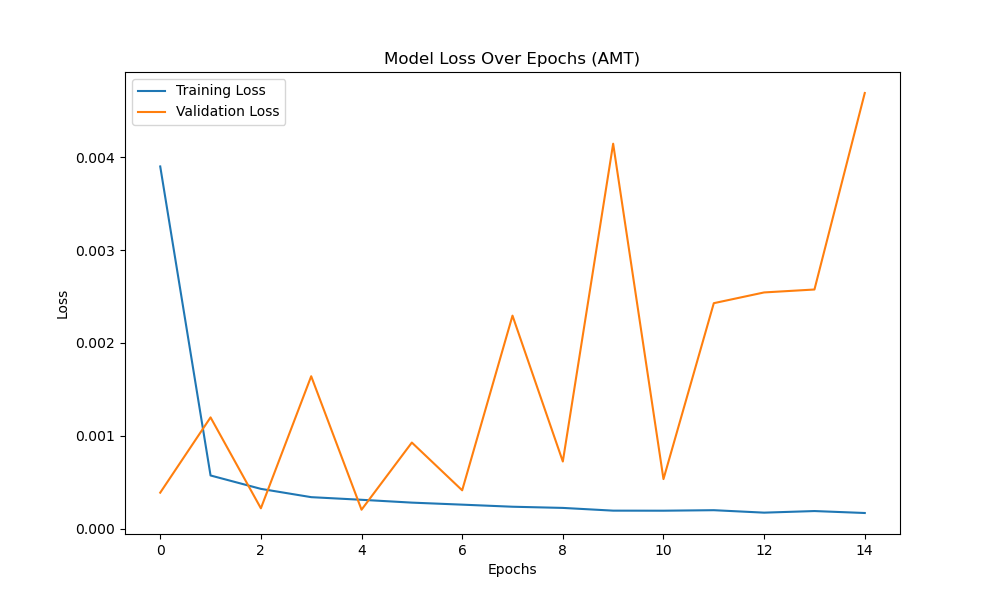 Model Loss Over Epochs (AMT)
Training Loss
Validation Loss
0.004
0.003
0.002
0.001
0.000
Loss
0 2 4 6 8 10 12 14
Epochs